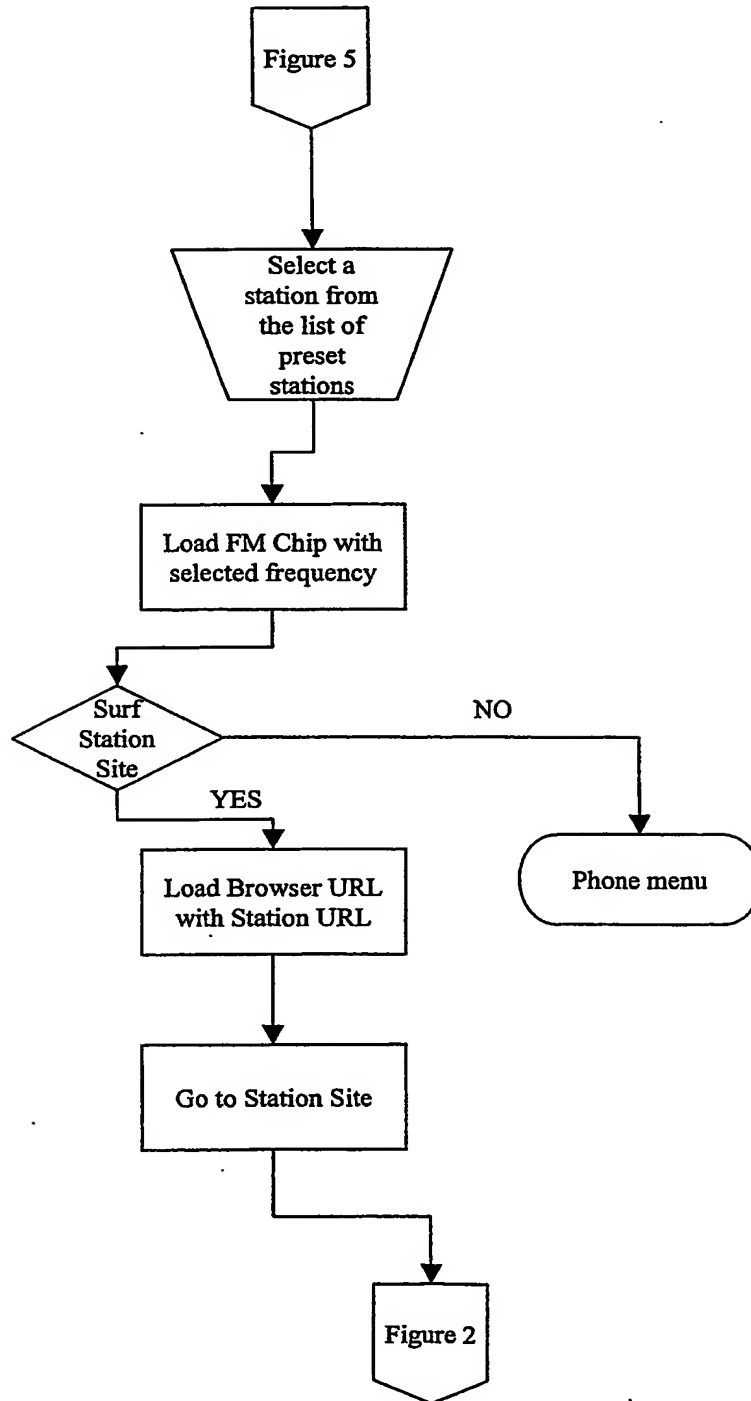 Figure 5
Select a
station from
the list of
preset
stations
Load FM Chip with
selected frequency
Surf
Station
Site
NO
YES
Load Browser URL
with Station URL
Phone menu
Go to Station Site
Figure 2